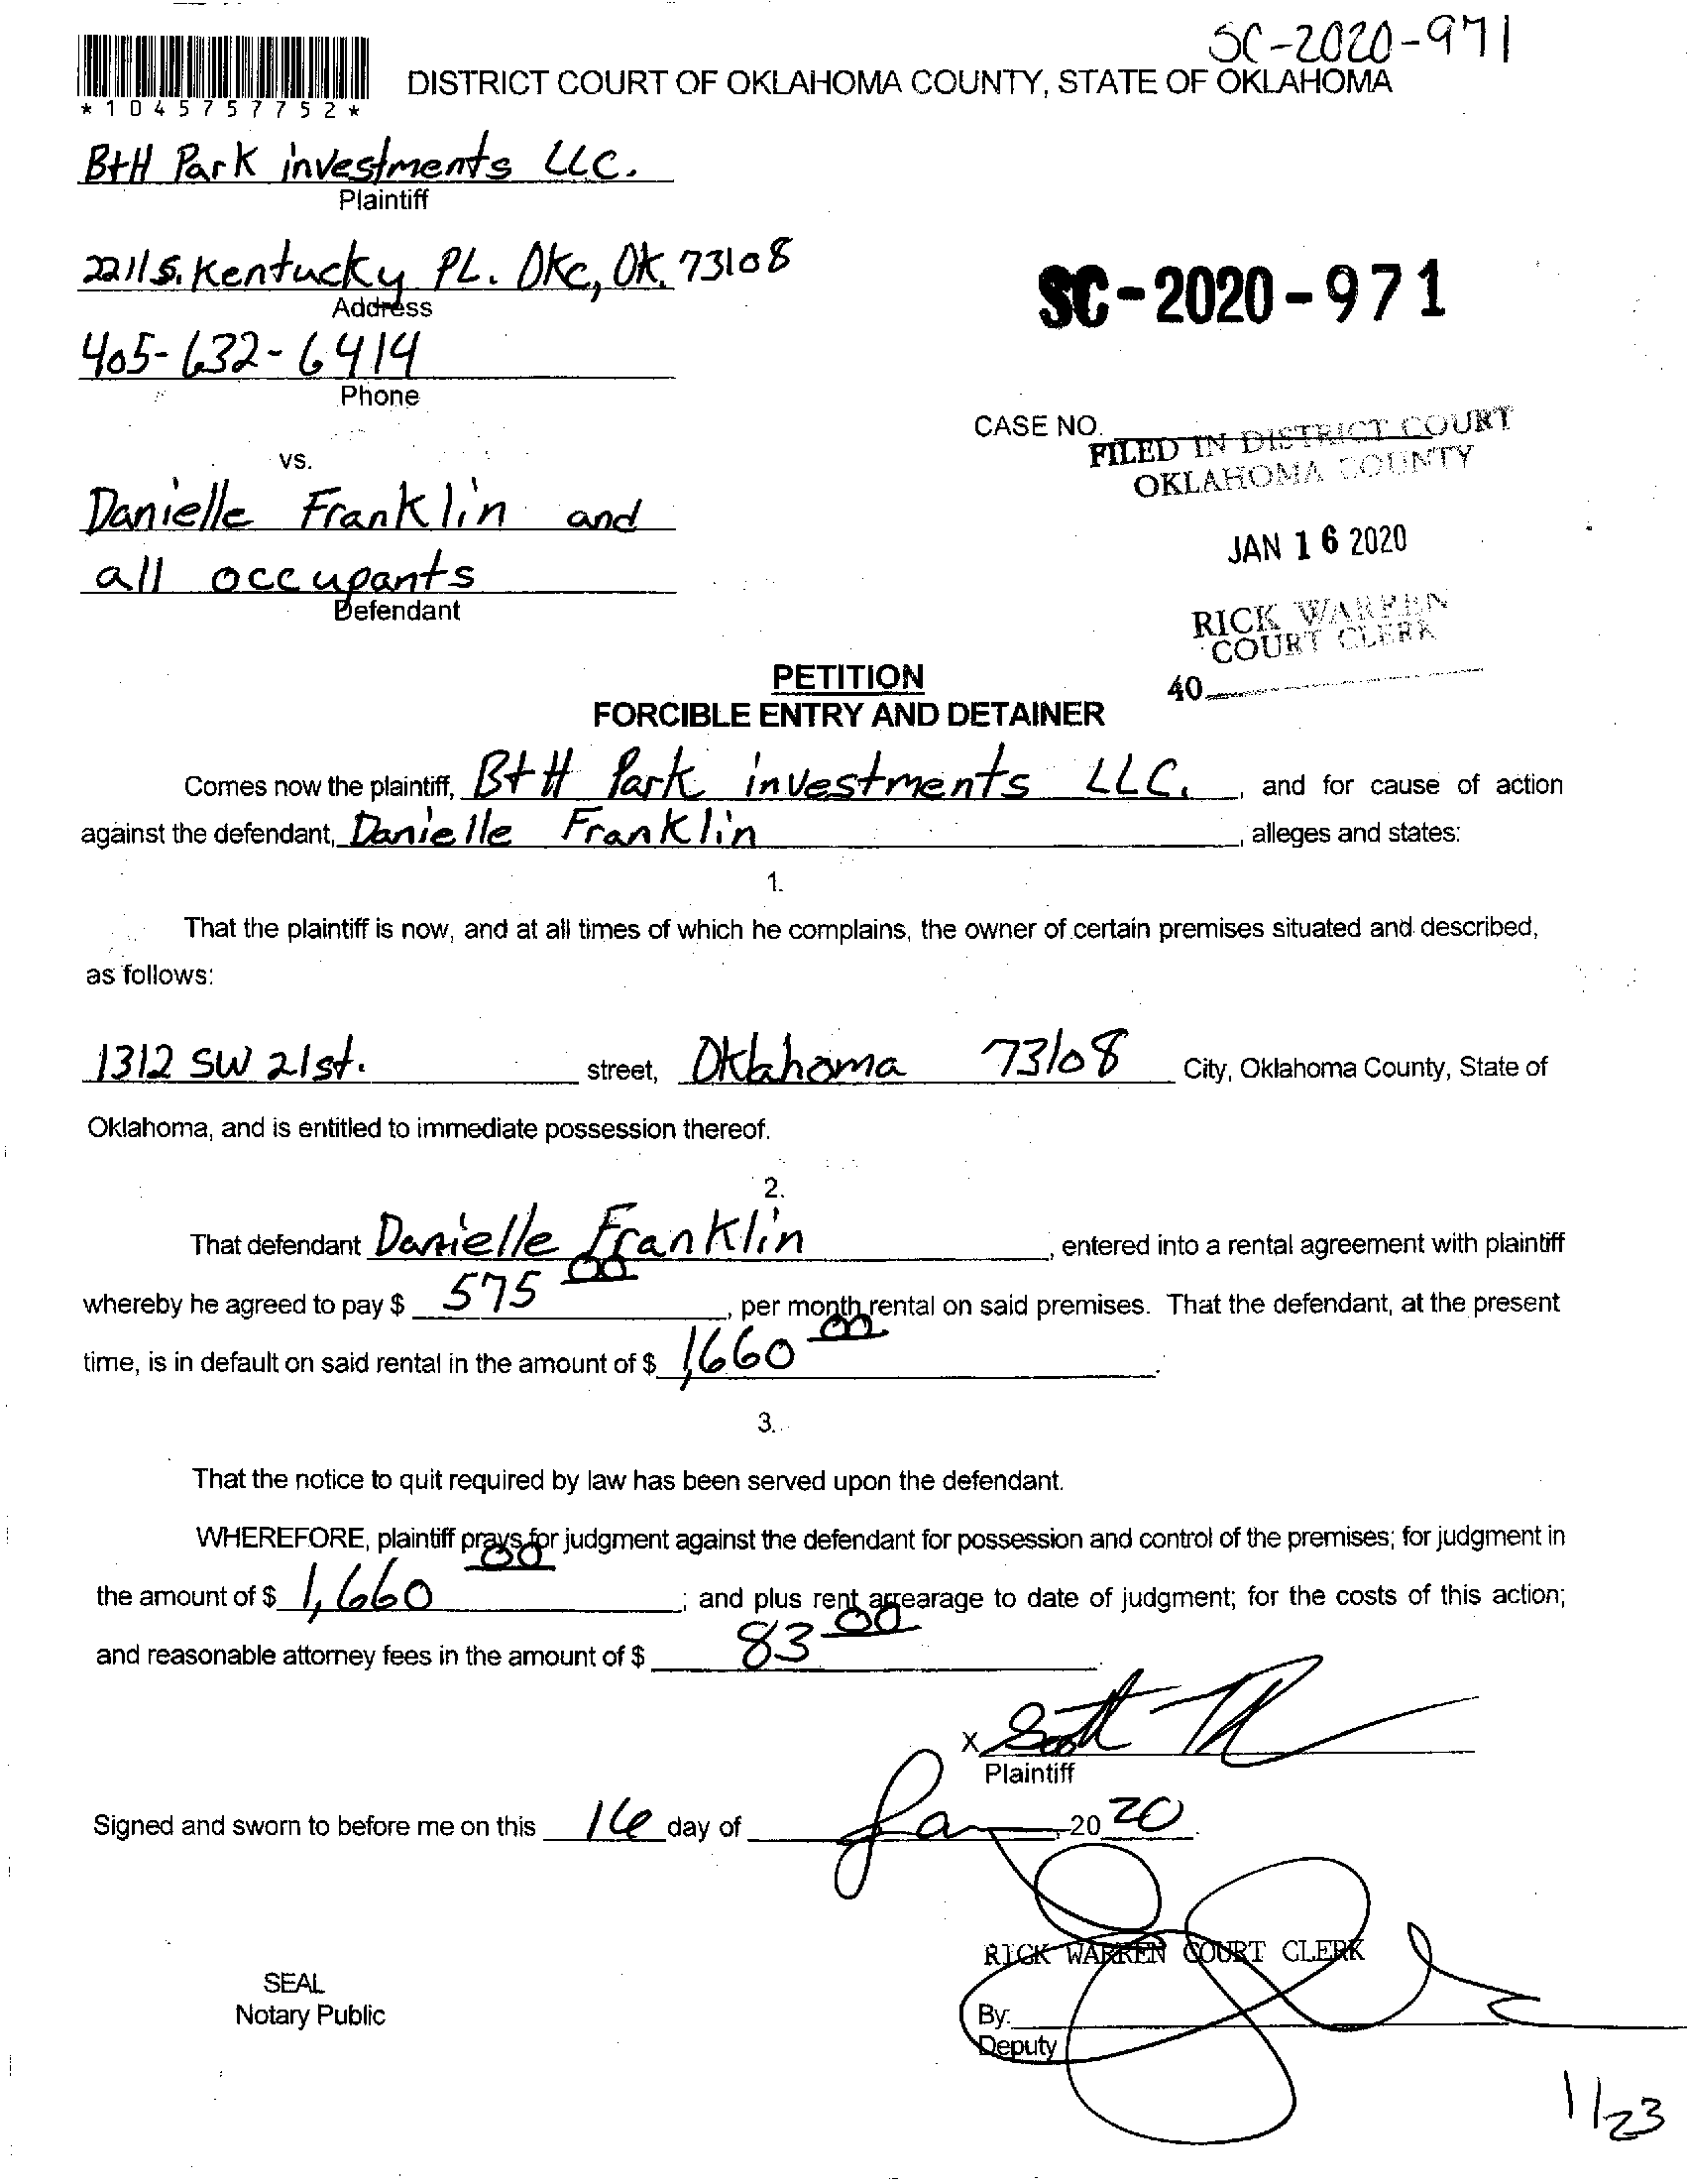 SC-2020-971
*1045757752*
DISTRICT COURT OF OKLAHOMA COUNTY, STATE OF OKLAHOMA
B+H Park investments LLC.
Plaintiff
2211 S. Kentucky PL. OKC, OK. 73108
Address
SC-2020-971
405-632-6414
Phone
CASE NO.
FILED IN DISTRICT COURT
OKLAHOMA COUNTY
vs.
Danielle Franklin and
JAN 16 2020
all occupants
Defendant
RICK WARREN
COURT CLERK
40
PETITION
FORCIBLE ENTRY AND DETAINER
Comes now the plaintiff, B+H Park investments LLC., and for cause of action
against the defendant, Danielle Franklin, alleges and states:
1.
That the plaintiff is now, and at all times of which he complains, the owner of certain premises situated and described,
as follows:
1312 SW 21st. street, Oklahoma 73108 City, Oklahoma County, State of
Oklahoma, and is entitled to immediate possession thereof.
2.
That defendant Danielle Franklin, entered into a rental agreement with plaintiff
whereby he agreed to pay $ 575 00, per month rental on said premises. That the defendant, at the present
time, is in default on said rental in the amount of $ 1,660 00.
3.
That the notice to quit required by law has been served upon the defendant.
WHEREFORE, plaintiff prays for judgment against the defendant for possession and control of the premises; for judgment in
the amount of $ 1,660 00; and plus rent arrearage to date of judgment; for the costs of this action;
and reasonable attorney fees in the amount of $ 83 00
X Scott
Plaintiff
Signed and sworn to before me on this 16 day of Jan, 20 20.
RICK WARREN COURT CLERK
SEAL
Notary Public
By:
Deputy
1/23